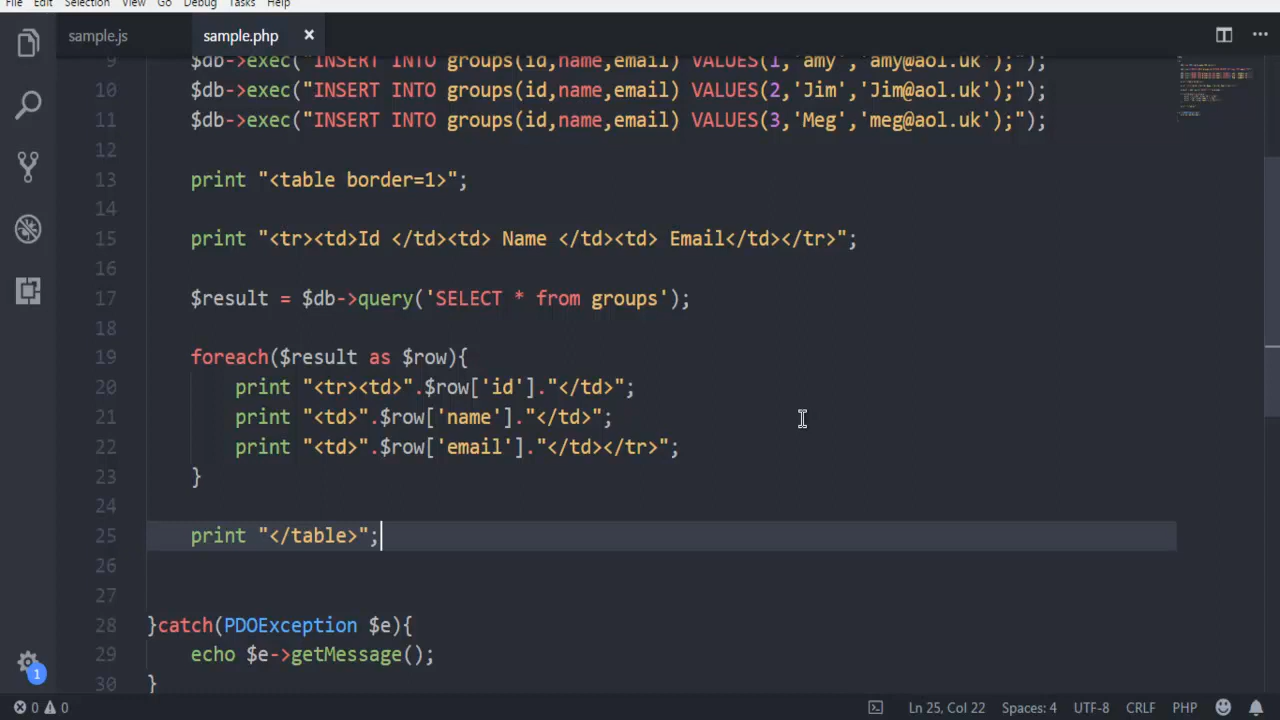 File Edit Selection View Go Debug Tasks Help
sample.js sample.php
9 $db->exec("INSERT INTO groups(id,name,email) VALUES(1,'amy','amy@aol.uk');");
10 $db->exec("INSERT INTO groups(id,name,email) VALUES(2,'Jim','Jim@aol.uk');");
11 $db->exec("INSERT INTO groups(id,name,email) VALUES(3,'Meg','meg@aol.uk');");
12
13 print "<table border=1>";
14
15 print "<tr><td>Id </td><td> Name </td><td> Email</td></tr>";
16
17 $result = $db->query('SELECT * from groups');
18
19 foreach($result as $row){
20 print "<tr><td>".$row['id']."</td>";
21 print "<td>".$row['name']."</td>";
22 print "<td>".$row['email']."</td></tr>";
23 }
24
25 print "</table>";
26
27
28 }catch(PDOException $e){
29 echo $e->getMessage();
30 }
1
0 0 Ln 25, Col 22 Spaces: 4 UTF-8 CRLF PHP